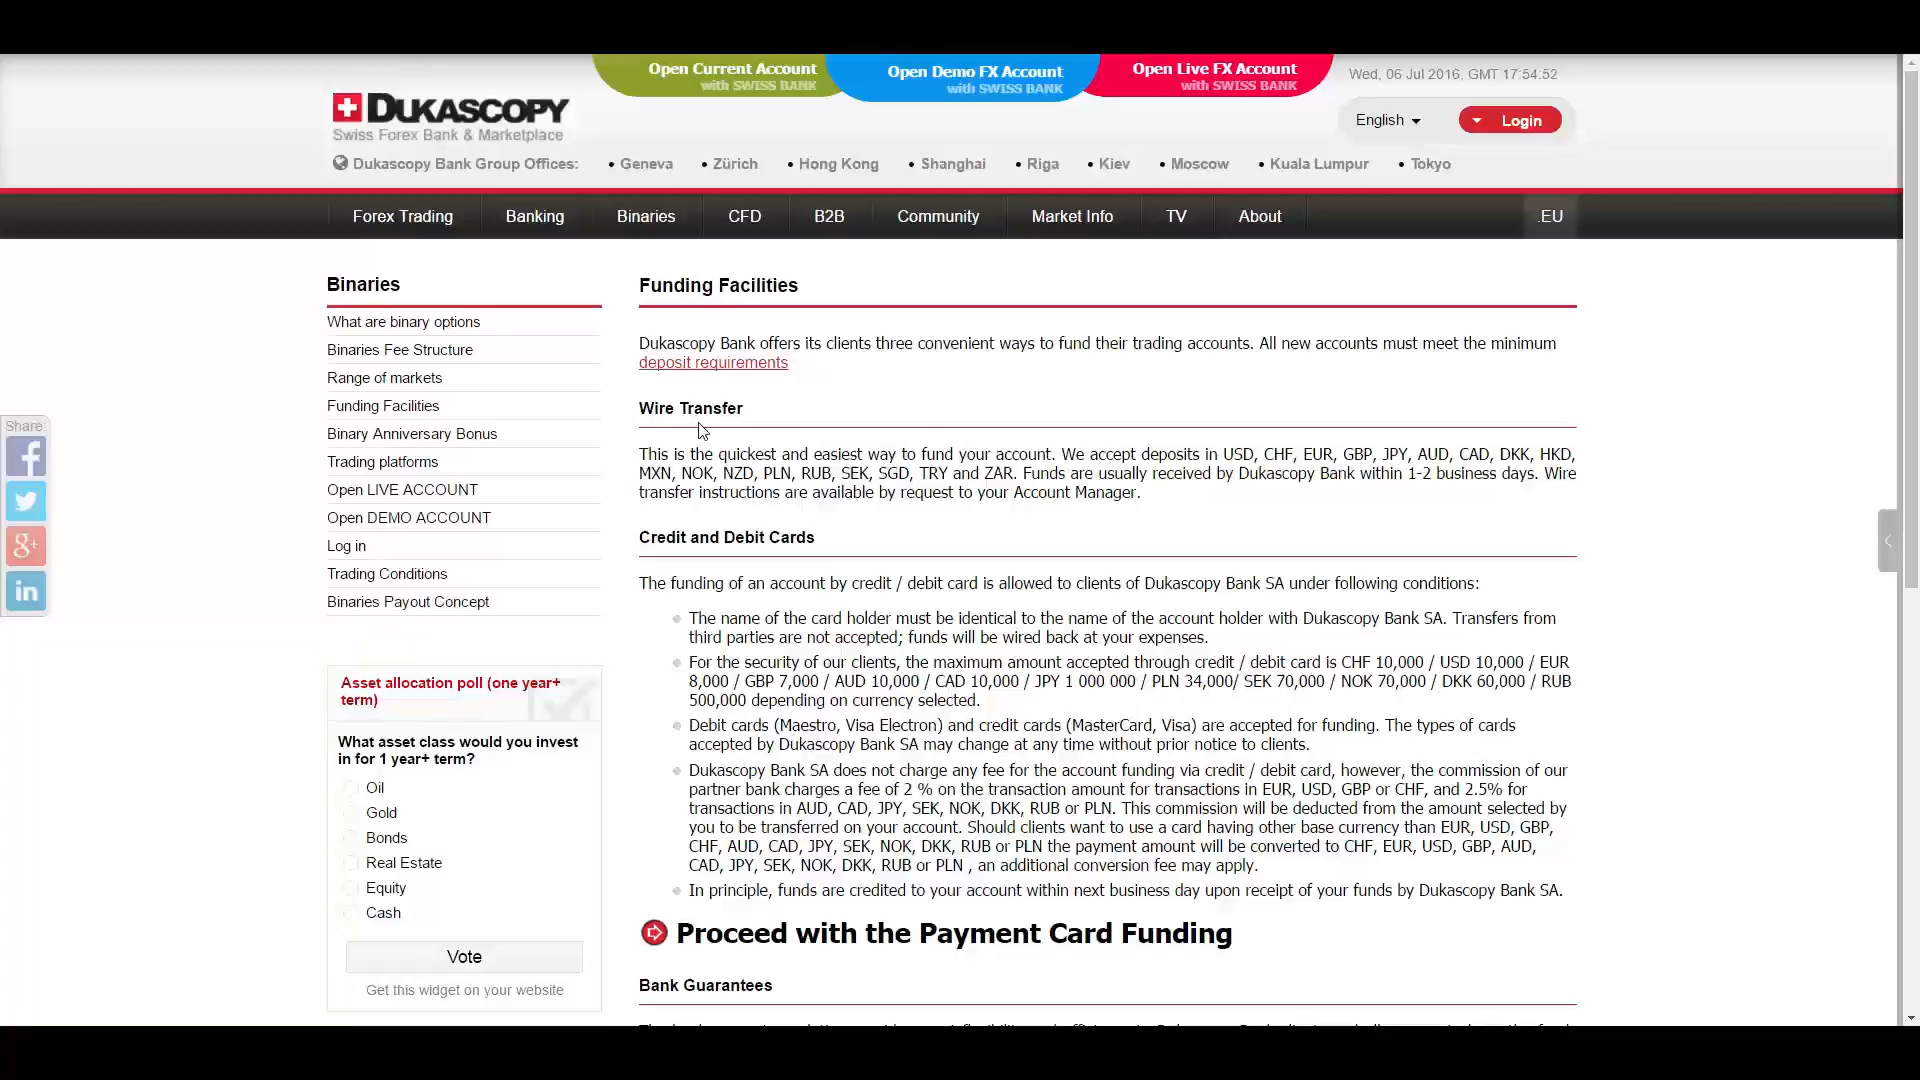 Open Current Account
with SWISS BANK
Open Demo FX Account
with SWISS BANK
Open Live FX Account
with SWISS BANK
Wed, 06 Jul 2016, GMT 17:54:52
DUKASCOPY
Swiss Forex Bank & Marketplace
English
Login
Dukascopy Bank Group Offices: • Geneva • Zürich • Hong Kong • Shanghai • Riga • Kiev • Moscow • Kuala Lumpur • Tokyo
Forex Trading Banking Binaries CFD B2B Community Market Info TV About .EU
Binaries
What are binary options
Binaries Fee Structure
Range of markets
Funding Facilities
Binary Anniversary Bonus
Trading platforms
Open LIVE ACCOUNT
Open DEMO ACCOUNT
Log in
Trading Conditions
Binaries Payout Concept
Share:
f
g+
in
Asset allocation poll (one year+
term)
What asset class would you invest
in for 1 year+ term?
Oil
Gold
Bonds
Real Estate
Equity
Cash
Vote
Get this widget on your website
Funding Facilities
Dukascopy Bank offers its clients three convenient ways to fund their trading accounts. All new accounts must meet the minimum
deposit requirements
Wire Transfer
This is the quickest and easiest way to fund your account. We accept deposits in USD, CHF, EUR, GBP, JPY, AUD, CAD, DKK, HKD,
MXN, NOK, NZD, PLN, RUB, SEK, SGD, TRY and ZAR. Funds are usually received by Dukascopy Bank within 1-2 business days. Wire
transfer instructions are available by request to your Account Manager.
Credit and Debit Cards
The funding of an account by credit / debit card is allowed to clients of Dukascopy Bank SA under following conditions:
The name of the card holder must be identical to the name of the account holder with Dukascopy Bank SA. Transfers from
third parties are not accepted; funds will be wired back at your expenses.
For the security of our clients, the maximum amount accepted through credit / debit card is CHF 10,000 / USD 10,000 / EUR
8,000 / GBP 7,000 / AUD 10,000 / CAD 10,000 / JPY 1 000 000 / PLN 34,000/ SEK 70,000 / NOK 70,000 / DKK 60,000 / RUB
500,000 depending on currency selected.
Debit cards (Maestro, Visa Electron) and credit cards (MasterCard, Visa) are accepted for funding. The types of cards
accepted by Dukascopy Bank SA may change at any time without prior notice to clients.
Dukascopy Bank SA does not charge any fee for the account funding via credit / debit card, however, the commission of our
partner bank charges a fee of 2 % on the transaction amount for transactions in EUR, USD, GBP or CHF, and 2.5% for
transactions in AUD, CAD, JPY, SEK, NOK, DKK, RUB or PLN. This commission will be deducted from the amount selected by
you to be transferred on your account. Should clients want to use a card having other base currency than EUR, USD, GBP,
CHF, AUD, CAD, JPY, SEK, NOK, DKK, RUB or PLN the payment amount will be converted to CHF, EUR, USD, GBP, AUD,
CAD, JPY, SEK, NOK, DKK, RUB or PLN , an additional conversion fee may apply.
In principle, funds are credited to your account within next business day upon receipt of your funds by Dukascopy Bank SA.
Proceed with the Payment Card Funding
Bank Guarantees